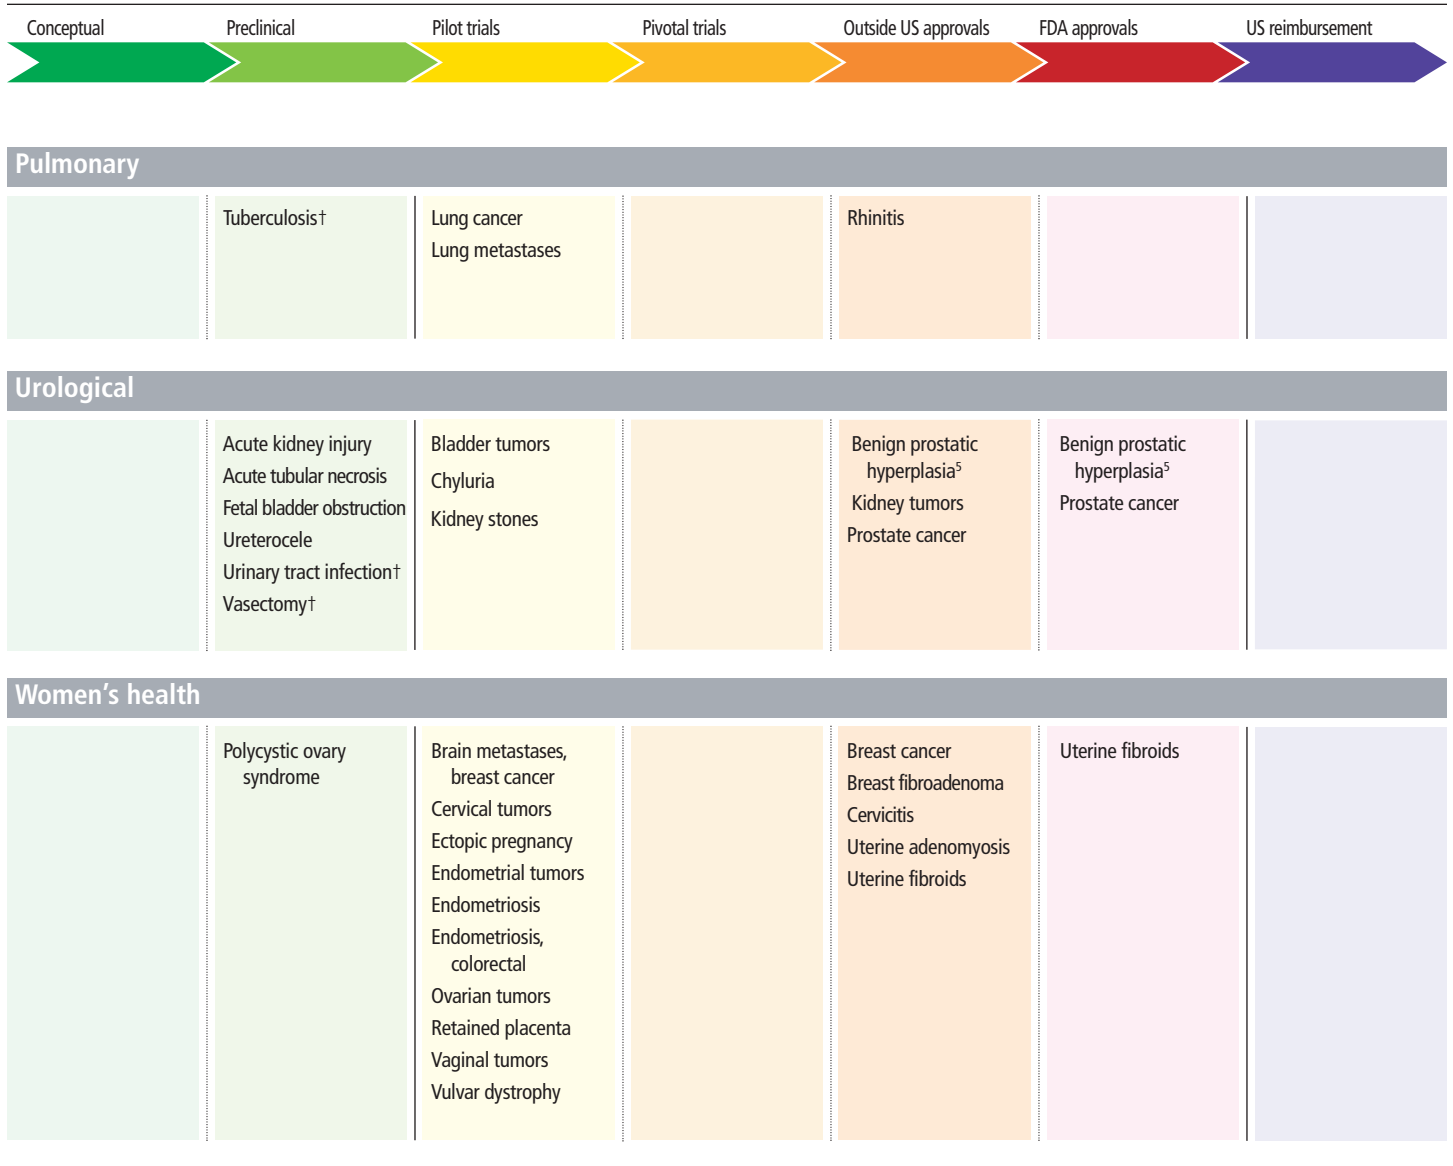 Conceptual
Preclinical
Pilot trials
Pivotal trials
Outside US approvals
FDA approvals
US reimbursement
Pulmonary
Tuberculosis†
Lung cancer
Lung metastases
Rhinitis
Urological
Acute kidney injury
Acute tubular necrosis
Fetal bladder obstruction
Ureterocele
Urinary tract infection†
Vasectomy†
Bladder tumors
Chyluria
Kidney stones
Benign prostatic
hyperplasia⁵
Kidney tumors
Prostate cancer
Benign prostatic
hyperplasia⁵
Prostate cancer
Women's health
Polycystic ovary
syndrome
Brain metastases,
breast cancer
Cervical tumors
Ectopic pregnancy
Endometrial tumors
Endometriosis
Endometriosis,
colorectal
Ovarian tumors
Retained placenta
Vaginal tumors
Vulvar dystrophy
Breast cancer
Breast fibroadenoma
Cervicitis
Uterine adenomyosis
Uterine fibroids
Uterine fibroids